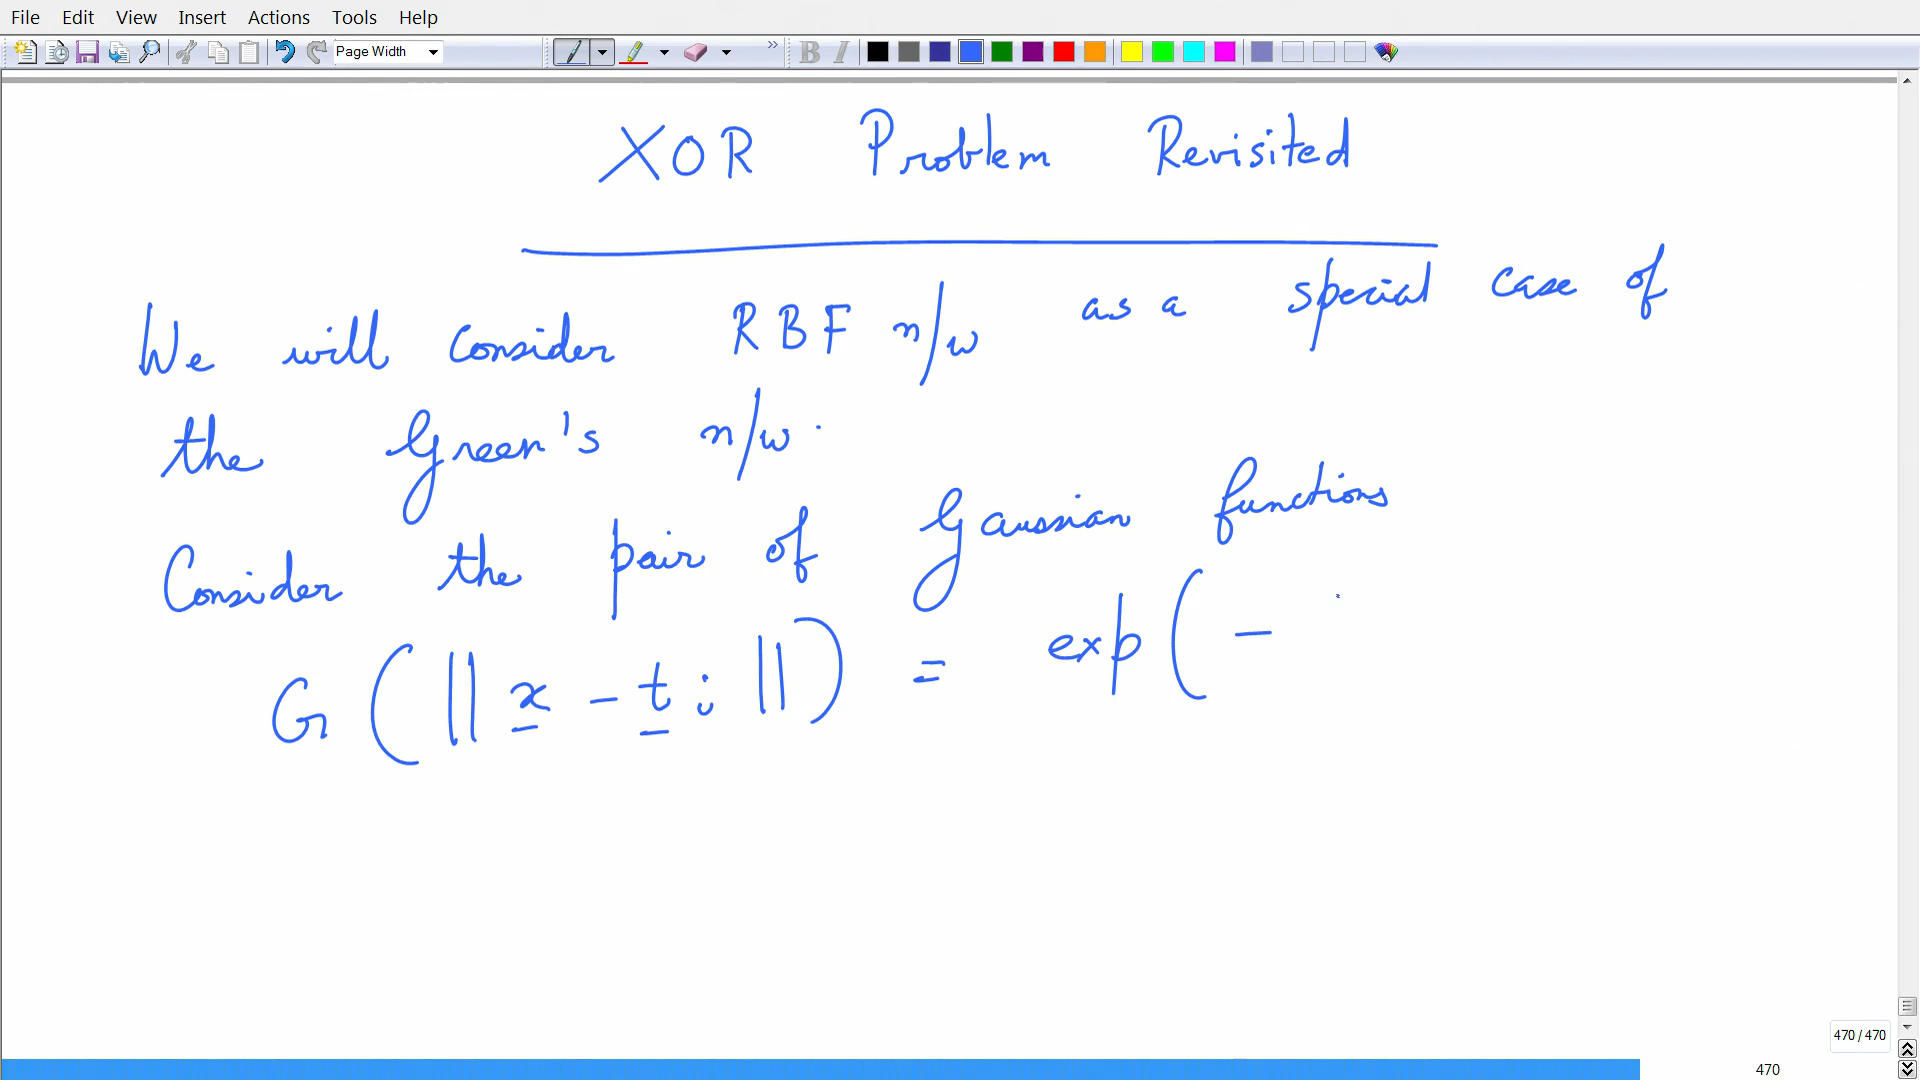 File Edit View Insert Actions Tools Help
Page Width B I
XOR Problem Revisited
We will consider RBF n/w as a special case of
the Green's n/w.
Consider the pair of Gaussian functions
G ( || x - t i || ) = exp ( -
470 / 470
470